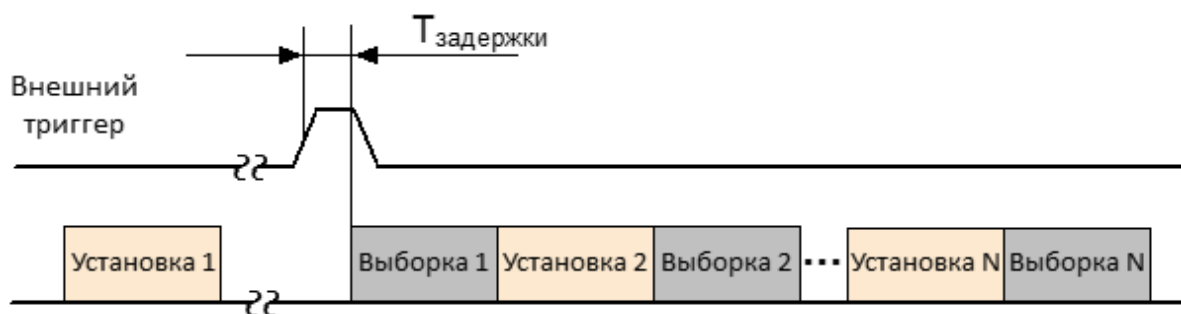 Tзадержки
Внешний
триггер
Установка 1
Выборка 1
Установка 2
Выборка 2
...
Установка N
Выборка N